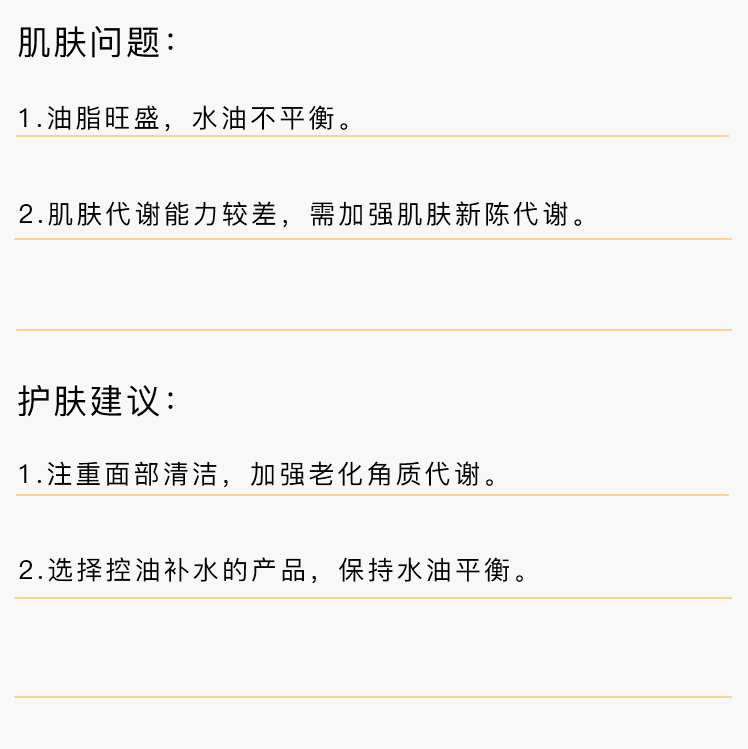 肌肤问题：
1.油脂旺盛，水油不平衡。
2.肌肤代谢能力较差，需加强肌肤新陈代谢。
护肤建议：
1.注重面部清洁，加强老化角质代谢。
2.选择控油补水的产品，保持水油平衡。